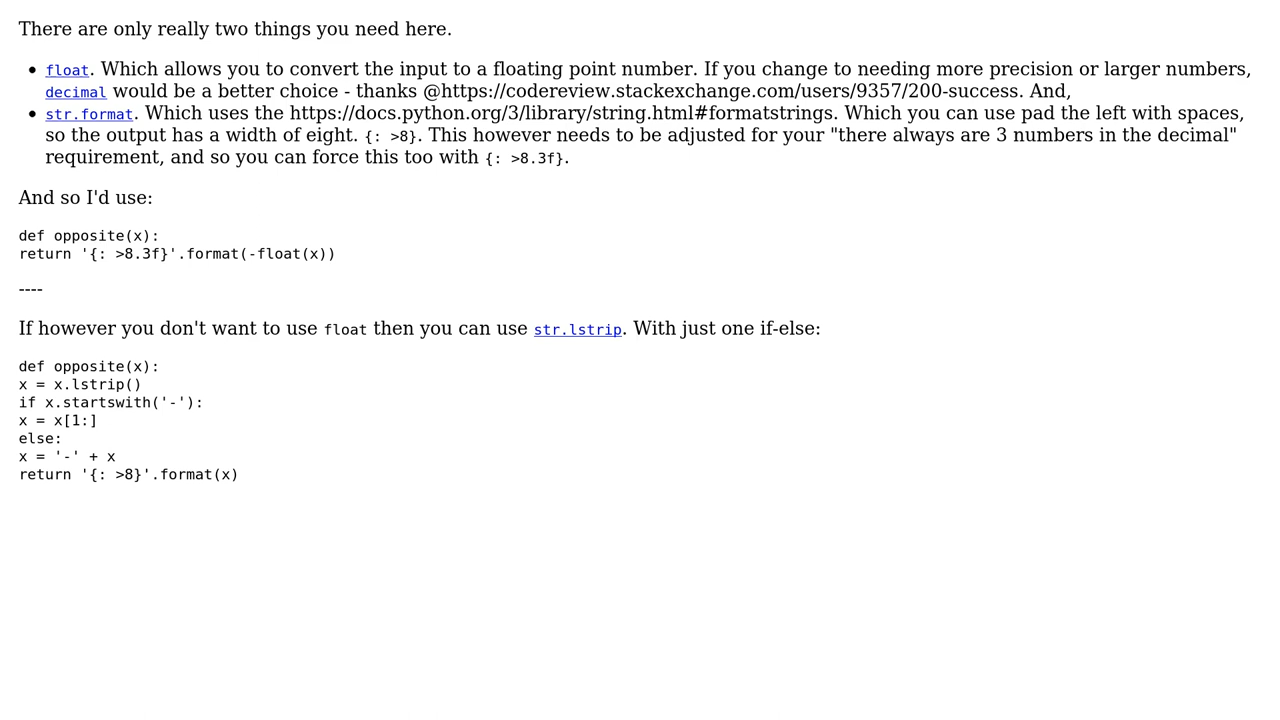 There are only really two things you need here.
• float. Which allows you to convert the input to a floating point number. If you change to needing more precision or larger numbers,
decimal would be a better choice - thanks @https://codereview.stackexchange.com/users/9357/200-success. And,
• str.format. Which uses the https://docs.python.org/3/library/string.html#formatstrings. Which you can use pad the left with spaces,
so the output has a width of eight. {: >8}. This however needs to be adjusted for your "there always are 3 numbers in the decimal"
requirement, and so you can force this too with {: >8.3f}.
And so I'd use:
def opposite(x):
return '{: >8.3f}'.format(-float(x))
----
If however you don't want to use float then you can use str.lstrip. With just one if-else:
def opposite(x):
x = x.lstrip()
if x.startswith('-'):
x = x[1:]
else:
x = '-' + x
return '{: >8}'.format(x)